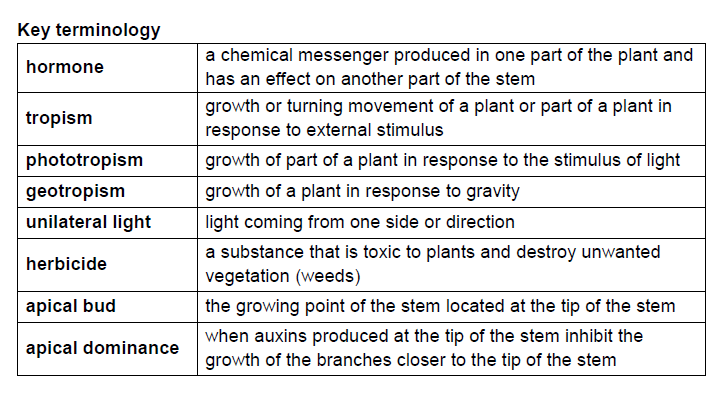 Key terminology
hormone
a chemical messenger produced in one part of the plant and
has an effect on another part of the stem
tropism
growth or turning movement of a plant or part of a plant in
response to external stimulus
phototropism
growth of part of a plant in response to the stimulus of light
geotropism
growth of a plant in response to gravity
unilateral light
light coming from one side or direction
herbicide
a substance that is toxic to plants and destroy unwanted
vegetation (weeds)
apical bud
the growing point of the stem located at the tip of the stem
apical dominance
when auxins produced at the tip of the stem inhibit the
growth of the branches closer to the tip of the stem